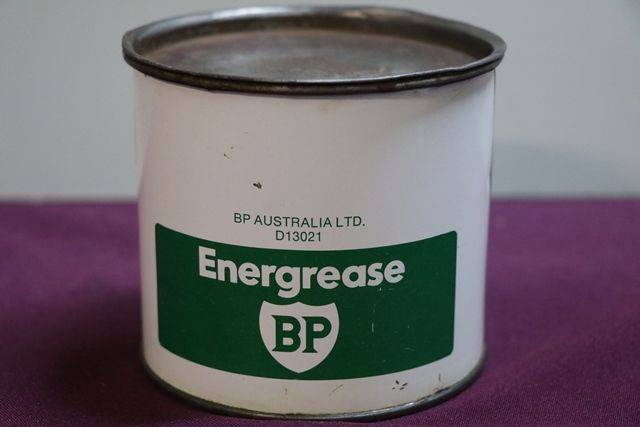 BP AUSTRALIA LTD.
D13021
Energrease
BP